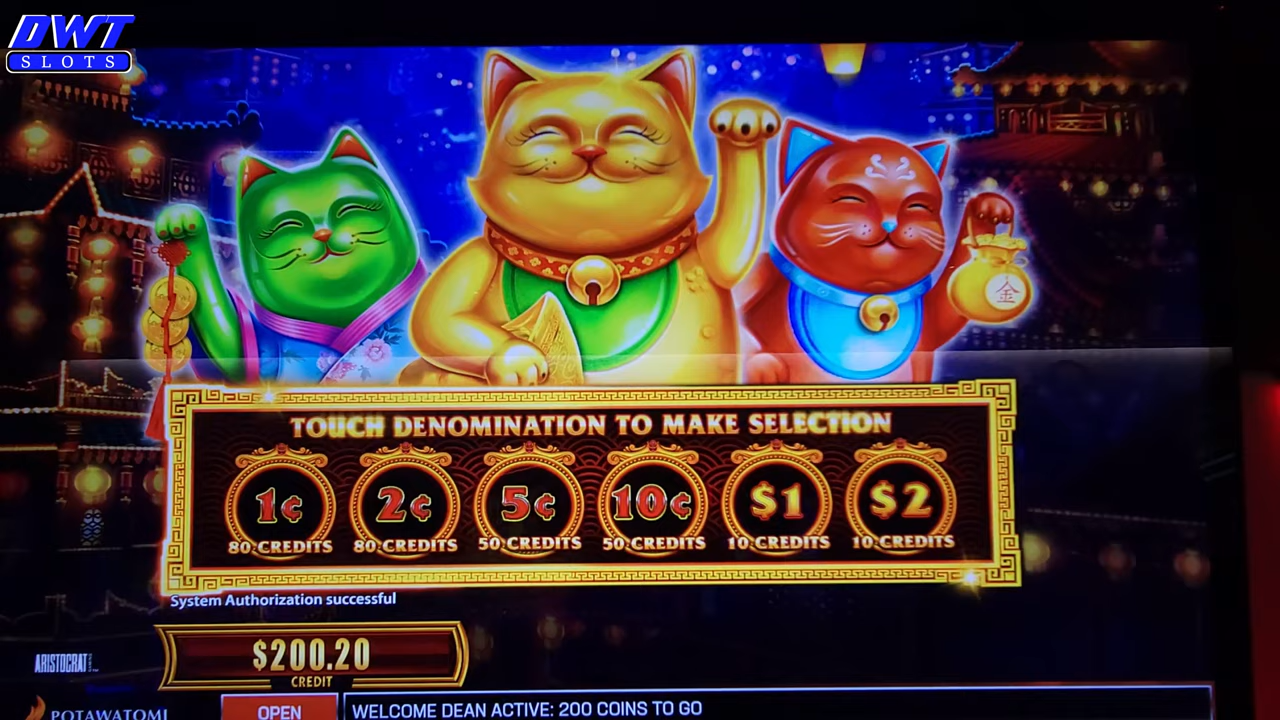 DWT
SLOTS
金
TOUCH DENOMINATION TO MAKE SELECTION
1¢ 2¢ 5¢ 10¢ $1 $2
80 CREDITS 80 CREDITS 50 CREDITS 50 CREDITS 10 CREDITS 10 CREDITS
System Authorization successful
$200.20
CREDIT
ARISTOCRAT
POTAWATOMI
OPEN
WELCOME DEAN ACTIVE: 200 COINS TO GO